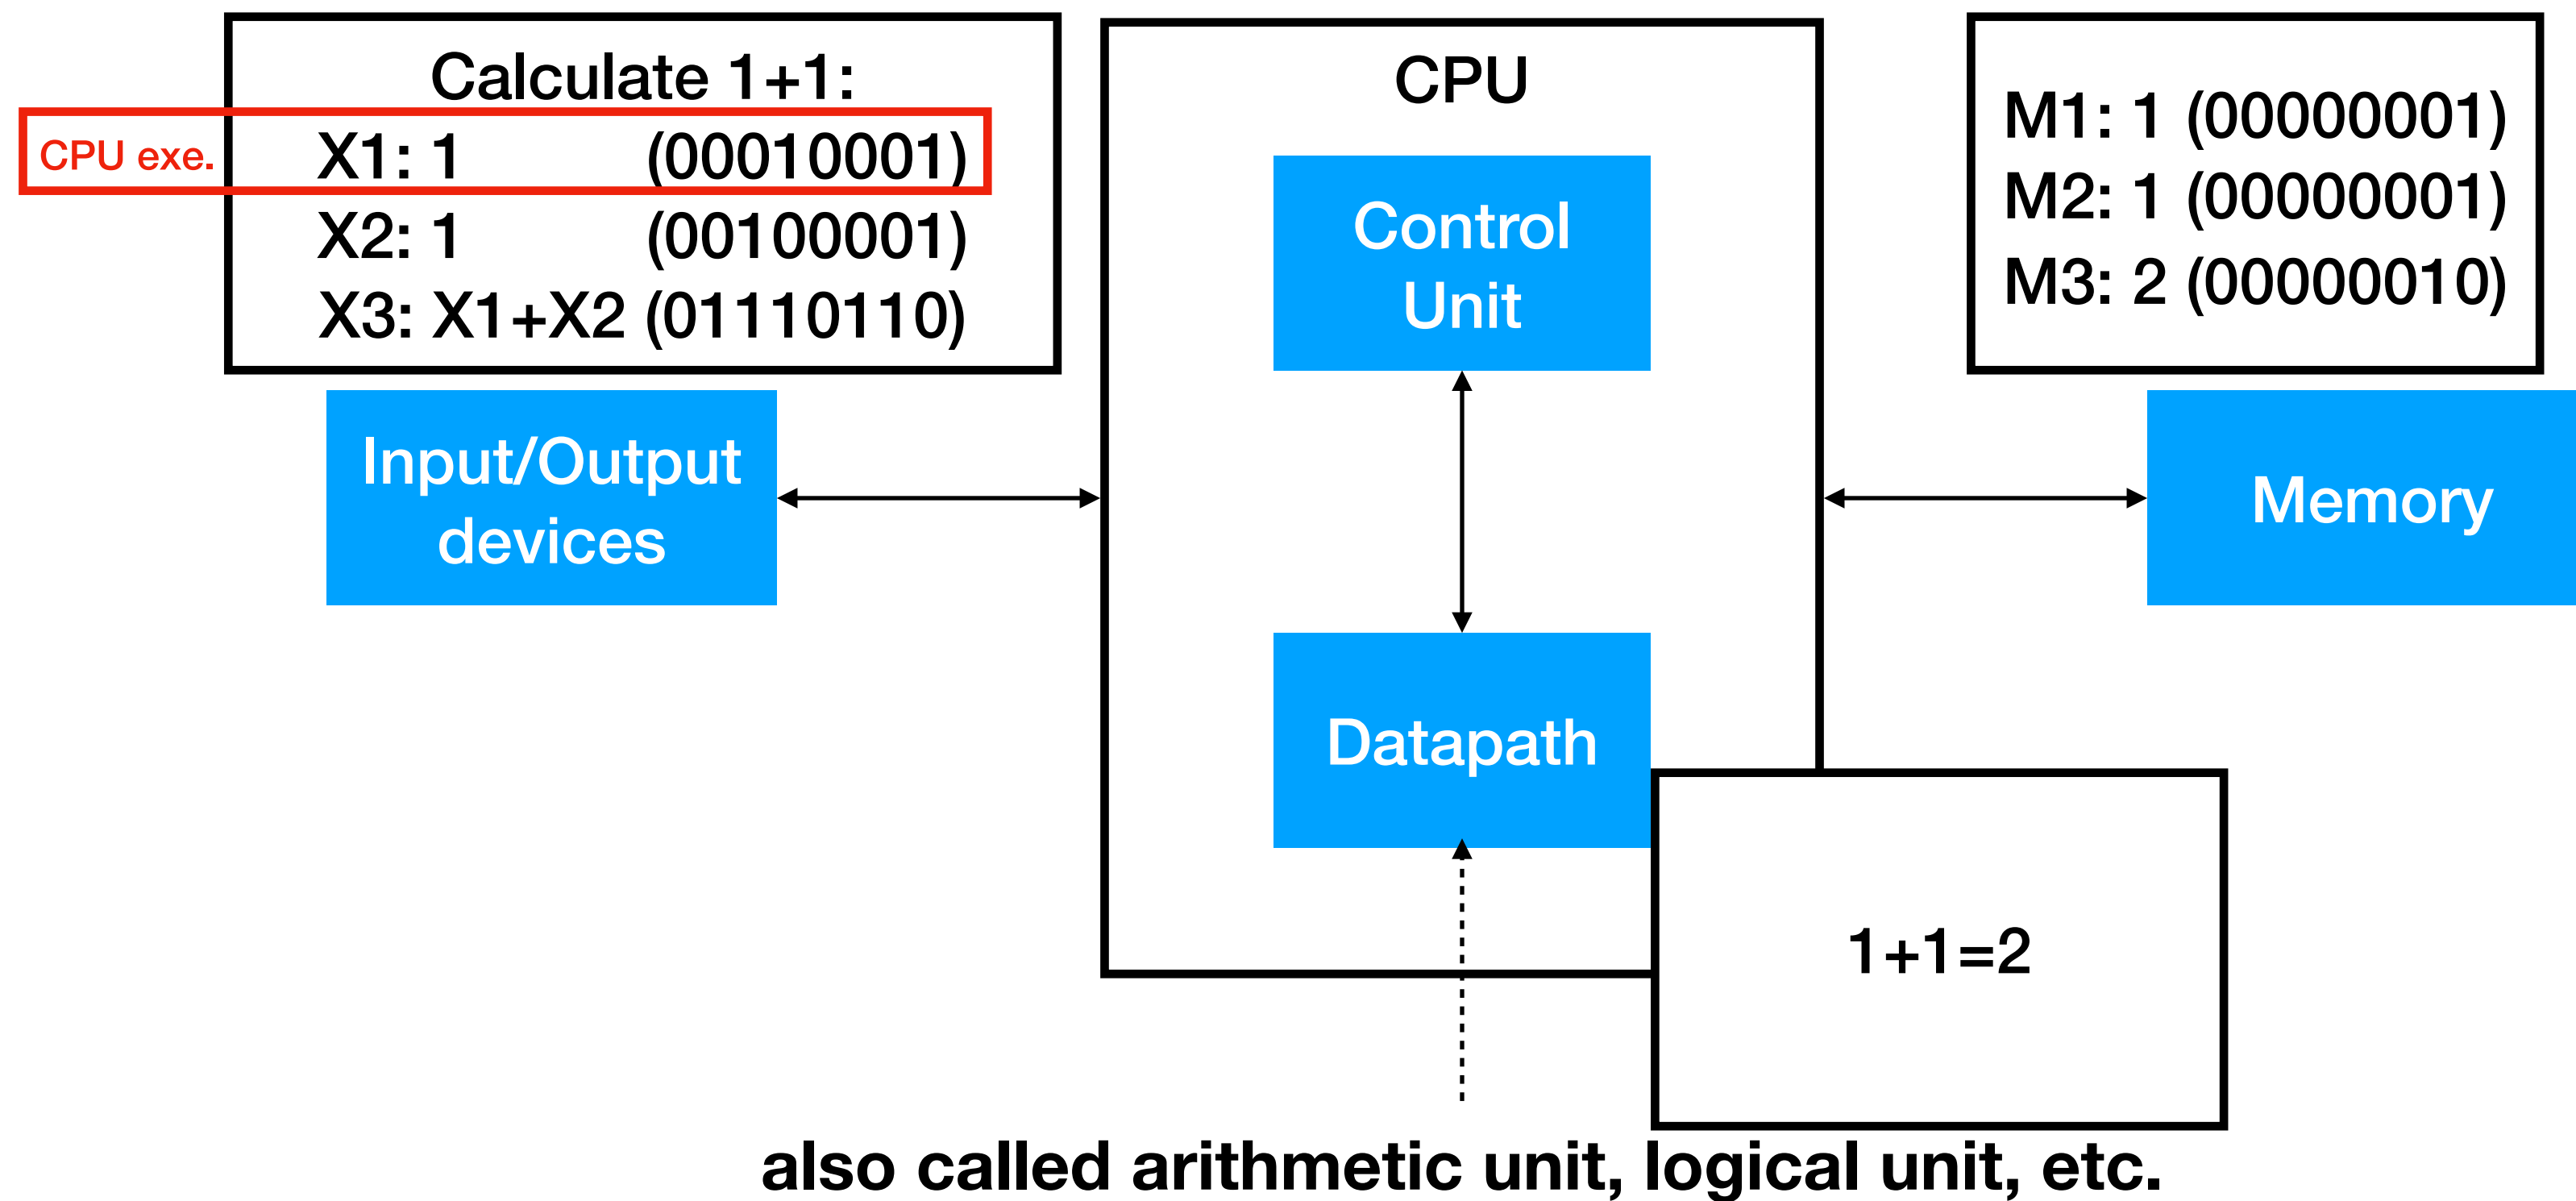 Calculate 1+1:
CPU exe.
X1: 1 (00010001)
X2: 1 (00100001)
X3: X1+X2 (01110110)
Input/Output
devices
CPU
Control
Unit
Datapath
M1: 1 (00000001)
M2: 1 (00000001)
M3: 2 (00000010)
Memory
1+1=2
also called arithmetic unit, logical unit, etc.